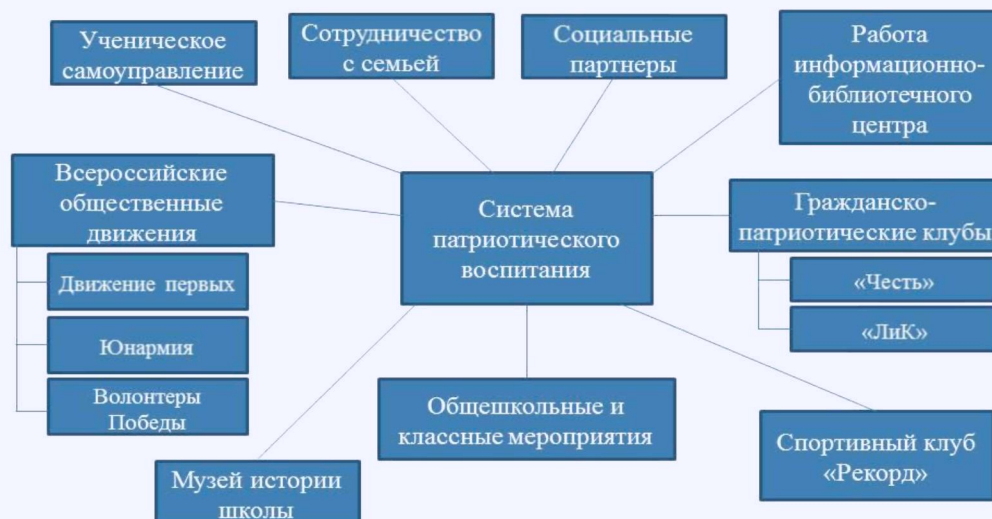 Ученическое
самоуправление
Сотрудничество
с семьей
Социальные
партнеры
Работа
информационно-
библиотечного
центра
Всероссийские
общественные
движения
Движение первых
Юнармия
Волонтеры
Победы
Система
патриотического
воспитания
Гражданско-
патриотические клубы
«Честь»
«ЛиК»
Общешкольные и
классные мероприятия
Спортивный клуб
«Рекорд»
Музей истории
школы